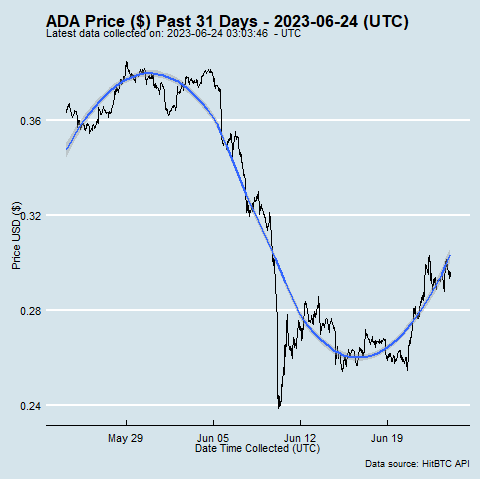 ADA Price ($) Past 31 Days - 2023-06-24 (UTC)
Latest data collected on: 2023-06-24 03:03:46 - UTC
0.36
0.32
0.28
0.24
Price USD ($)
May 29
Jun 05
Jun 12
Jun 19
Date Time Collected (UTC)
Data source: HitBTC API